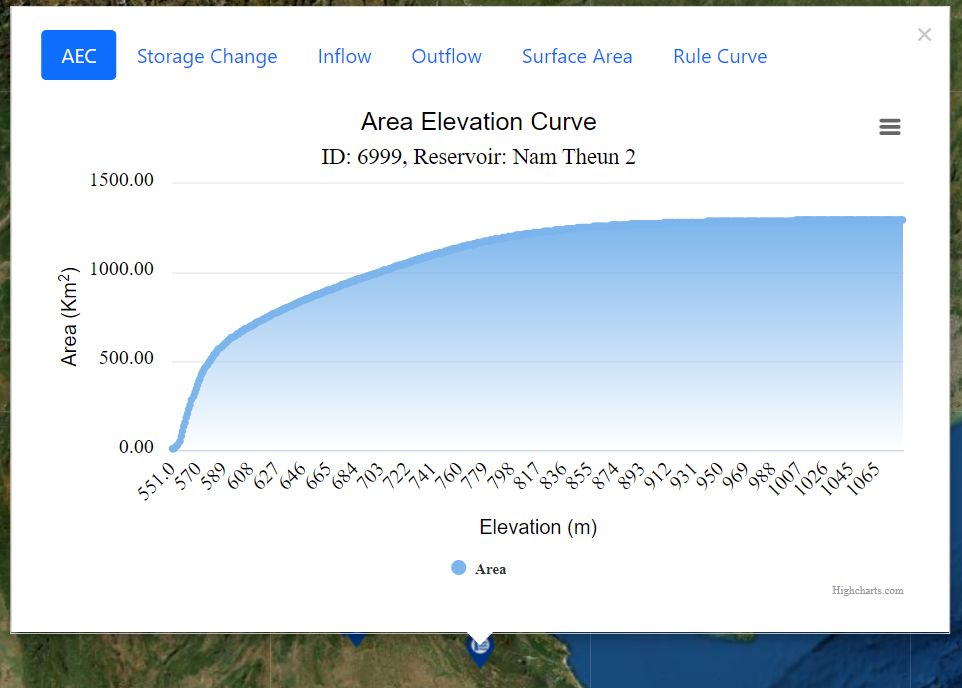 ×
AEC Storage Change Inflow Outflow Surface Area Rule Curve
Area Elevation Curve
ID: 6999, Reservoir: Nam Theun 2
1500.00
1000.00
500.00
0.00
Area (Km²)
551.0 570 589 608 627 646 665 684 703 722 741 760 779 798 817 836 855 874 893 912 931 950 969 988 1007 1026 1045 1065
Elevation (m)
Area
Highcharts.com